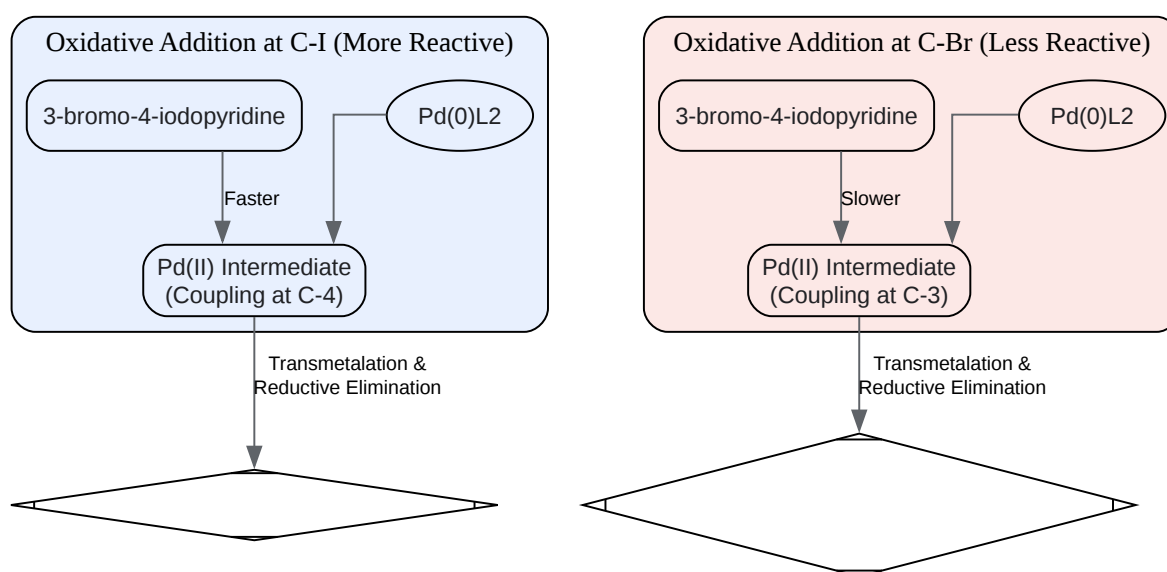 Oxidative Addition at C-I (More Reactive)
3-bromo-4-iodopyridine
Pd(0)L2
Faster
Pd(II) Intermediate
(Coupling at C-4)
Transmetalation &
Reductive Elimination
Oxidative Addition at C-Br (Less Reactive)
3-bromo-4-iodopyridine
Pd(0)L2
Slower
Pd(II) Intermediate
(Coupling at C-3)
Transmetalation &
Reductive Elimination